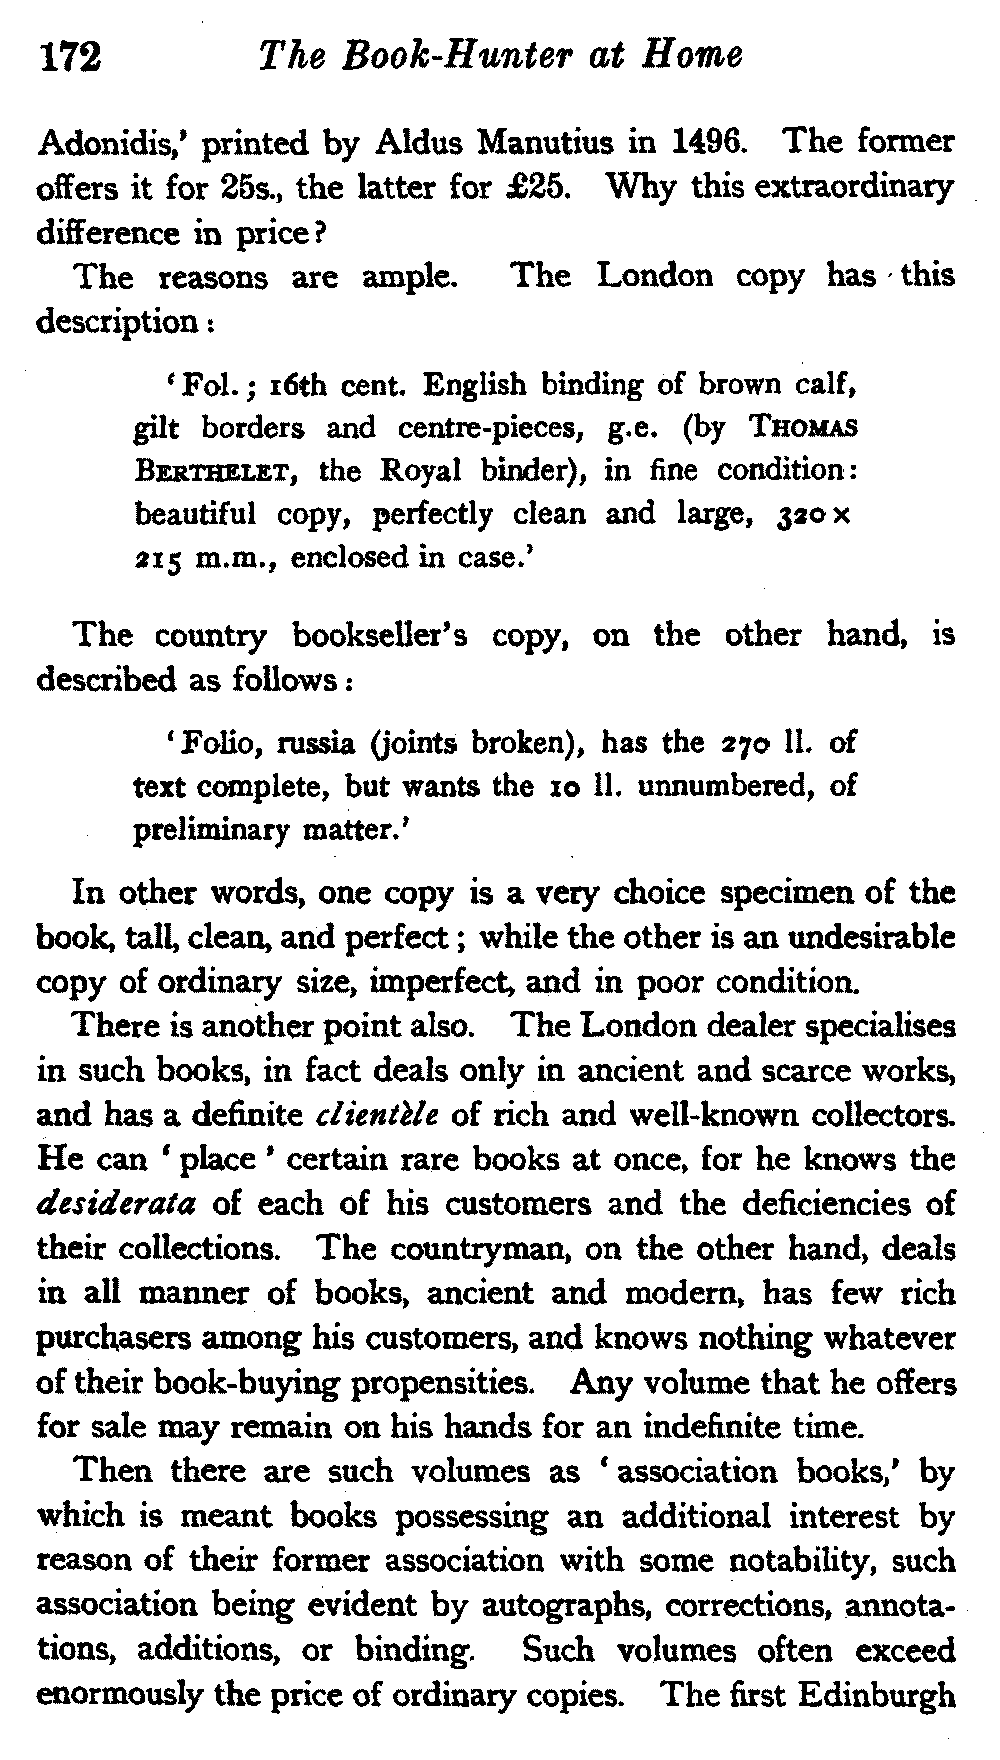 172 The Book-Hunter at Home
Adonidis,' printed by Aldus Manutius in 1496. The former
offers it for 25s., the latter for £25. Why this extraordinary
difference in price?
The reasons are ample. The London copy has this
description:
'Fol.; 16th cent. English binding of brown calf,
gilt borders and centre-pieces, g.e. (by THOMAS
BERTHELET, the Royal binder), in fine condition:
beautiful copy, perfectly clean and large, 320 x
215 m.m., enclosed in case.'
The country bookseller's copy, on the other hand, is
described as follows:
'Folio, russia (joints broken), has the 270 ll. of
text complete, but wants the 10 ll. unnumbered, of
preliminary matter.'
In other words, one copy is a very choice specimen of the
book, tall, clean, and perfect; while the other is an undesirable
copy of ordinary size, imperfect, and in poor condition.
There is another point also. The London dealer specialises
in such books, in fact deals only in ancient and scarce works,
and has a definite clientèle of rich and well-known collectors.
He can 'place' certain rare books at once, for he knows the
desiderata of each of his customers and the deficiencies of
their collections. The countryman, on the other hand, deals
in all manner of books, ancient and modern, has few rich
purchasers among his customers, and knows nothing whatever
of their book-buying propensities. Any volume that he offers
for sale may remain on his hands for an indefinite time.
Then there are such volumes as 'association books,' by
which is meant books possessing an additional interest by
reason of their former association with some notability, such
association being evident by autographs, corrections, annota-
tions, additions, or binding. Such volumes often exceed
enormously the price of ordinary copies. The first Edinburgh